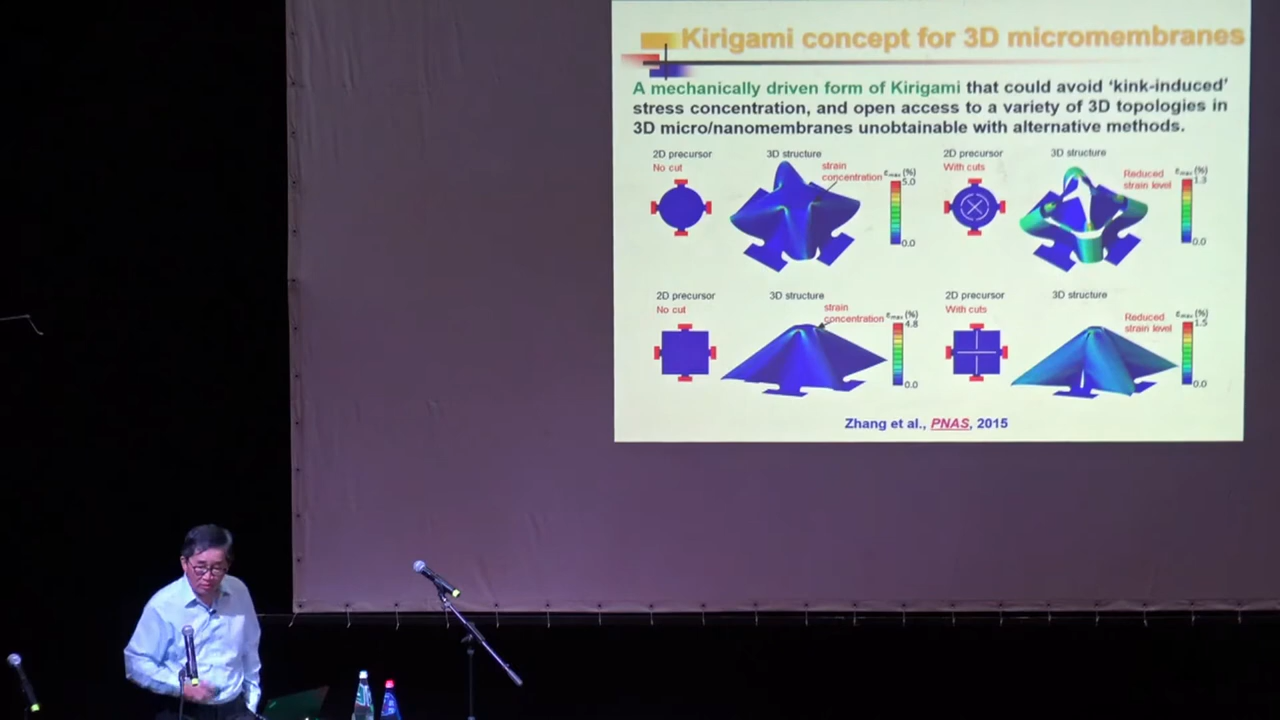 Kirigami concept for 3D micromembranes
A mechanically driven form of Kirigami that could avoid ‘kink-induced’
stress concentration, and open access to a variety of 3D topologies in
3D micro/nanomembranes unobtainable with alternative methods.
2D precursor
No cut
3D structure
strain
concentration
εmax (%)
5.0
0.0
2D precursor
With cuts
3D structure
Reduced
strain level
εmax (%)
1.3
0.0
2D precursor
No cut
3D structure
strain
concentration
εmax (%)
4.8
0.0
2D precursor
With cuts
3D structure
Reduced
strain level
εmax (%)
1.5
0.0
Zhang et al., PNAS, 2015